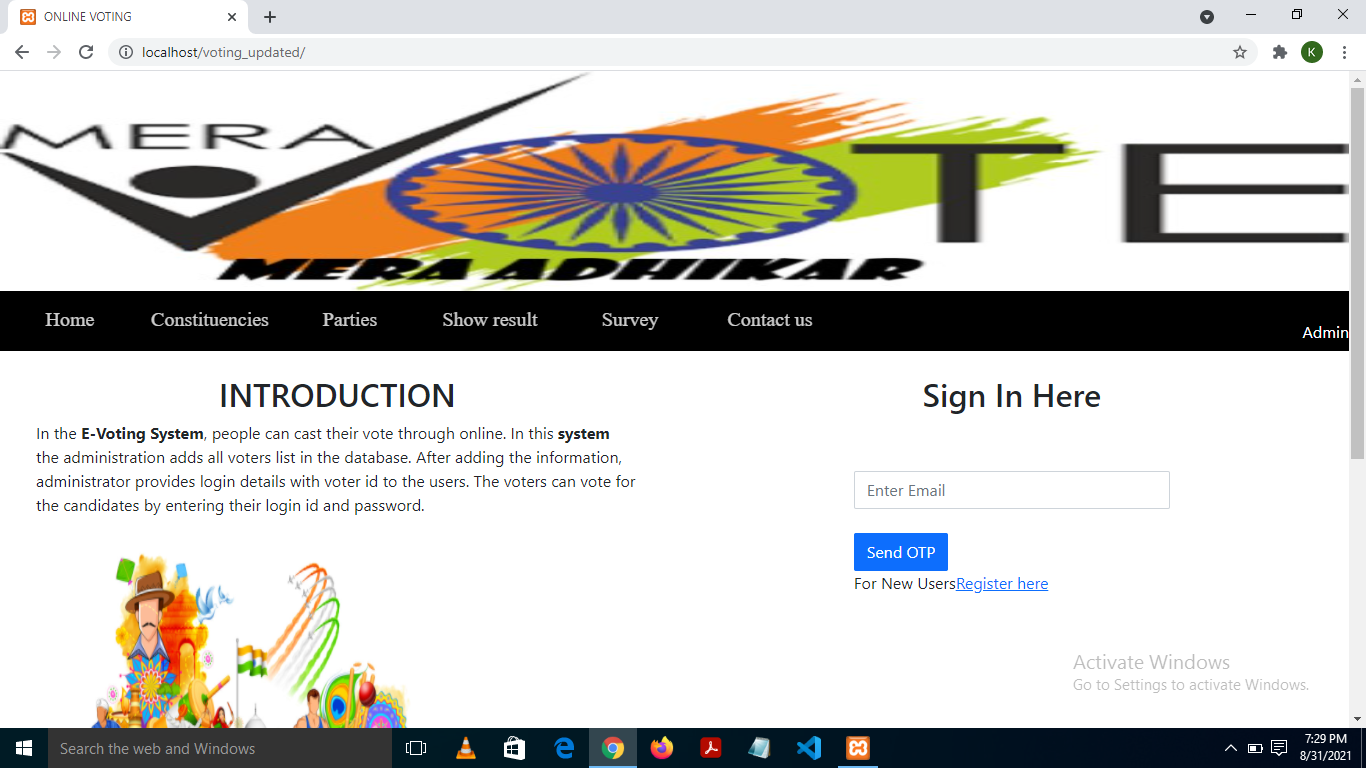 ONLINE VOTING
localhost/voting_updated/
K
MERA
VOTE
MERA ADHIKAR
Home Constituencies Parties Show result Survey Contact us
Admin
INTRODUCTION
In the E-Voting System, people can cast their vote through online. In this system
the administration adds all voters list in the database. After adding the information,
administrator provides login details with voter id to the users. The voters can vote for
the candidates by entering their login id and password.
Sign In Here
Enter Email
Send OTP
For New UsersRegister here
Activate Windows
Go to Settings to activate Windows.
Search the web and Windows
7:29 PM
8/31/2021